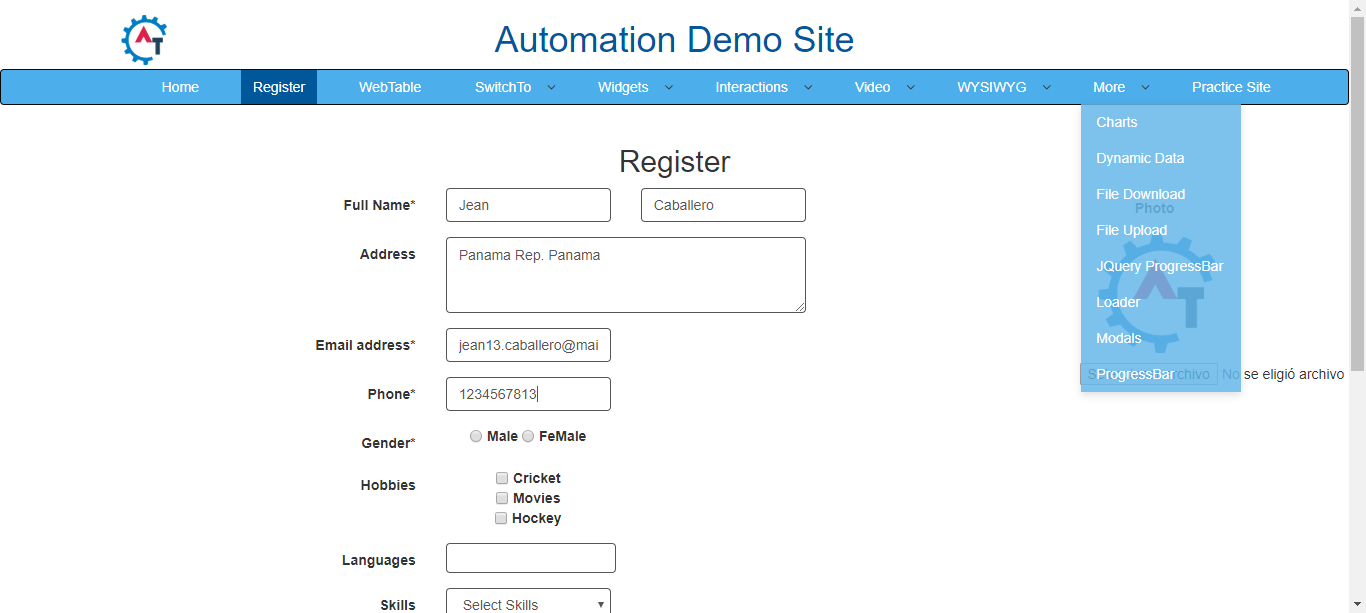 AT
Automation Demo Site
Home Register WebTable SwitchTo Widgets Interactions Video WYSIWYG More Practice Site
Charts
Dynamic Data
File Download
Photo
File Upload
JQuery ProgressBar
Loader
Modals
ProgressBar
No se eligió archivo
Register
Full Name* Jean Caballero
Address Panama Rep. Panama
Email address* jean13.caballero@mai
Phone* 1234567813
Gender* Male FeMale
Hobbies Cricket
Movies
Hockey
Languages
Skills Select Skills